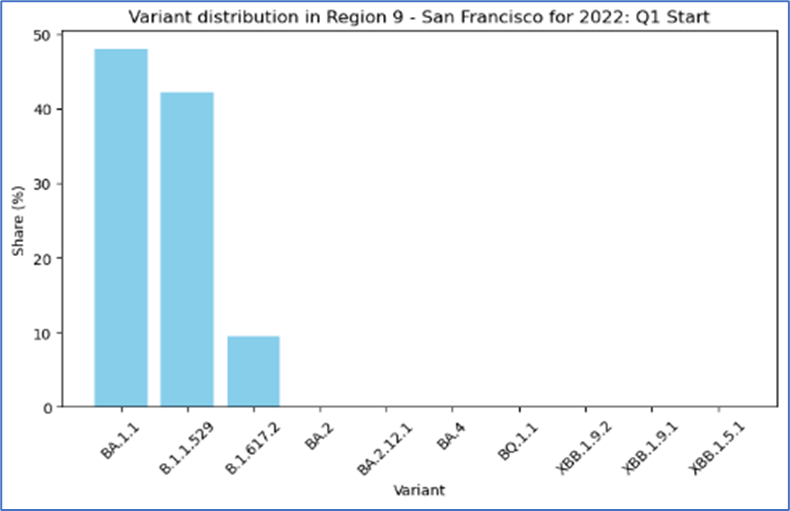 Variant distribution in Region 9 - San Francisco for 2022: Q1 Start
50
40
30
20
10
0
Share (%)
BA.1.1
B.1.1.529
B.1.617.2
BA.2
BA.2.12.1
BA.4
BQ.1.1
XBB.1.9.2
XBB.1.9.1
XBB.1.5.1
Variant